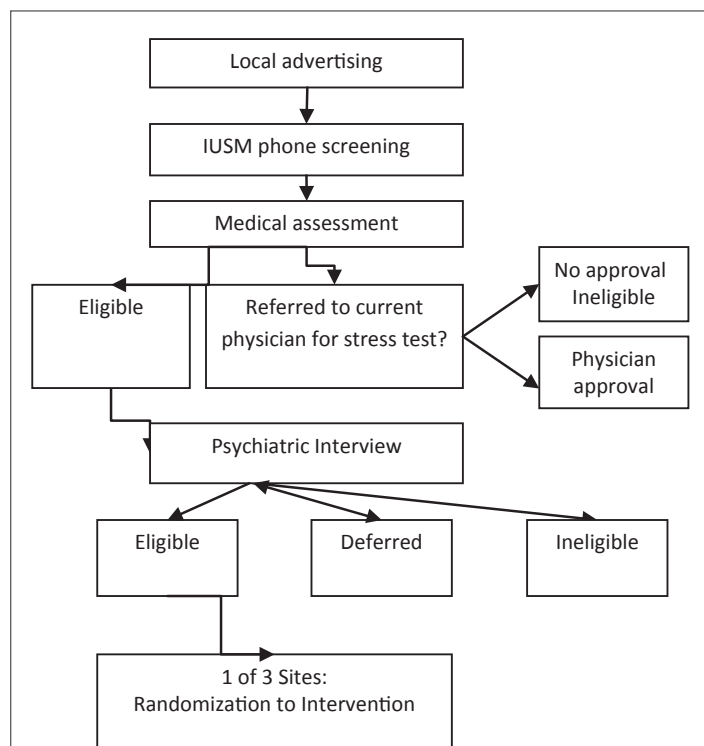 Local advertising
IUSM phone screening
Medical assessment
Eligible
Referred to current
physician for stress test?
No approval
Ineligible
Physician
approval
Psychiatric Interview
Eligible
Deferred
Ineligible
1 of 3 Sites:
Randomization to Intervention